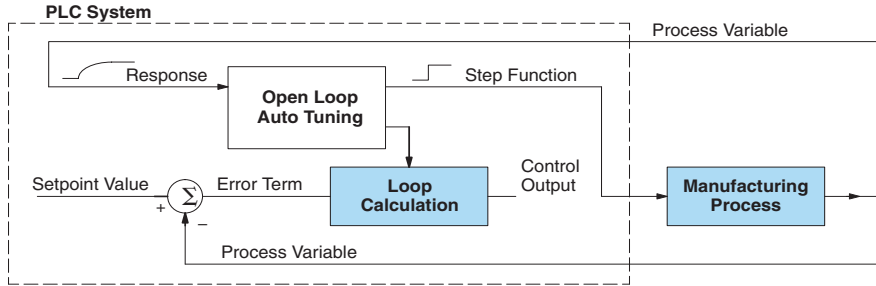 PLC System
Process Variable
Response
Step Function
Open Loop
Auto Tuning
Setpoint Value
+
Σ
−
Error Term
Loop
Calculation
Control
Output
Manufacturing
Process
Process Variable